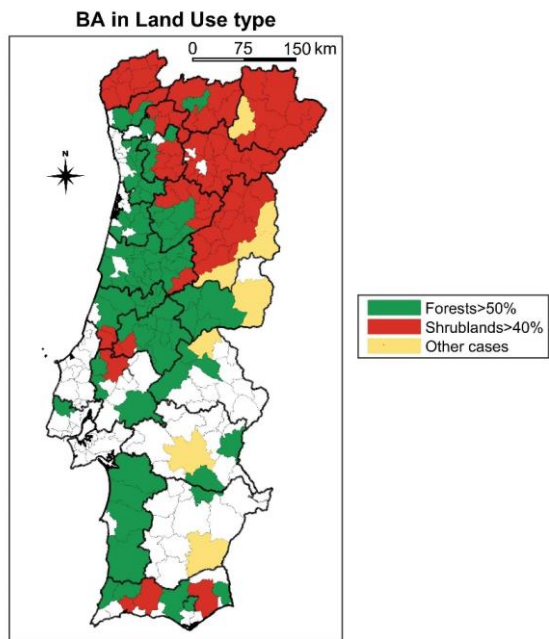 BA in Land Use type
0 75 150 km
N
Forests>50%
Shrublands>40%
Other cases